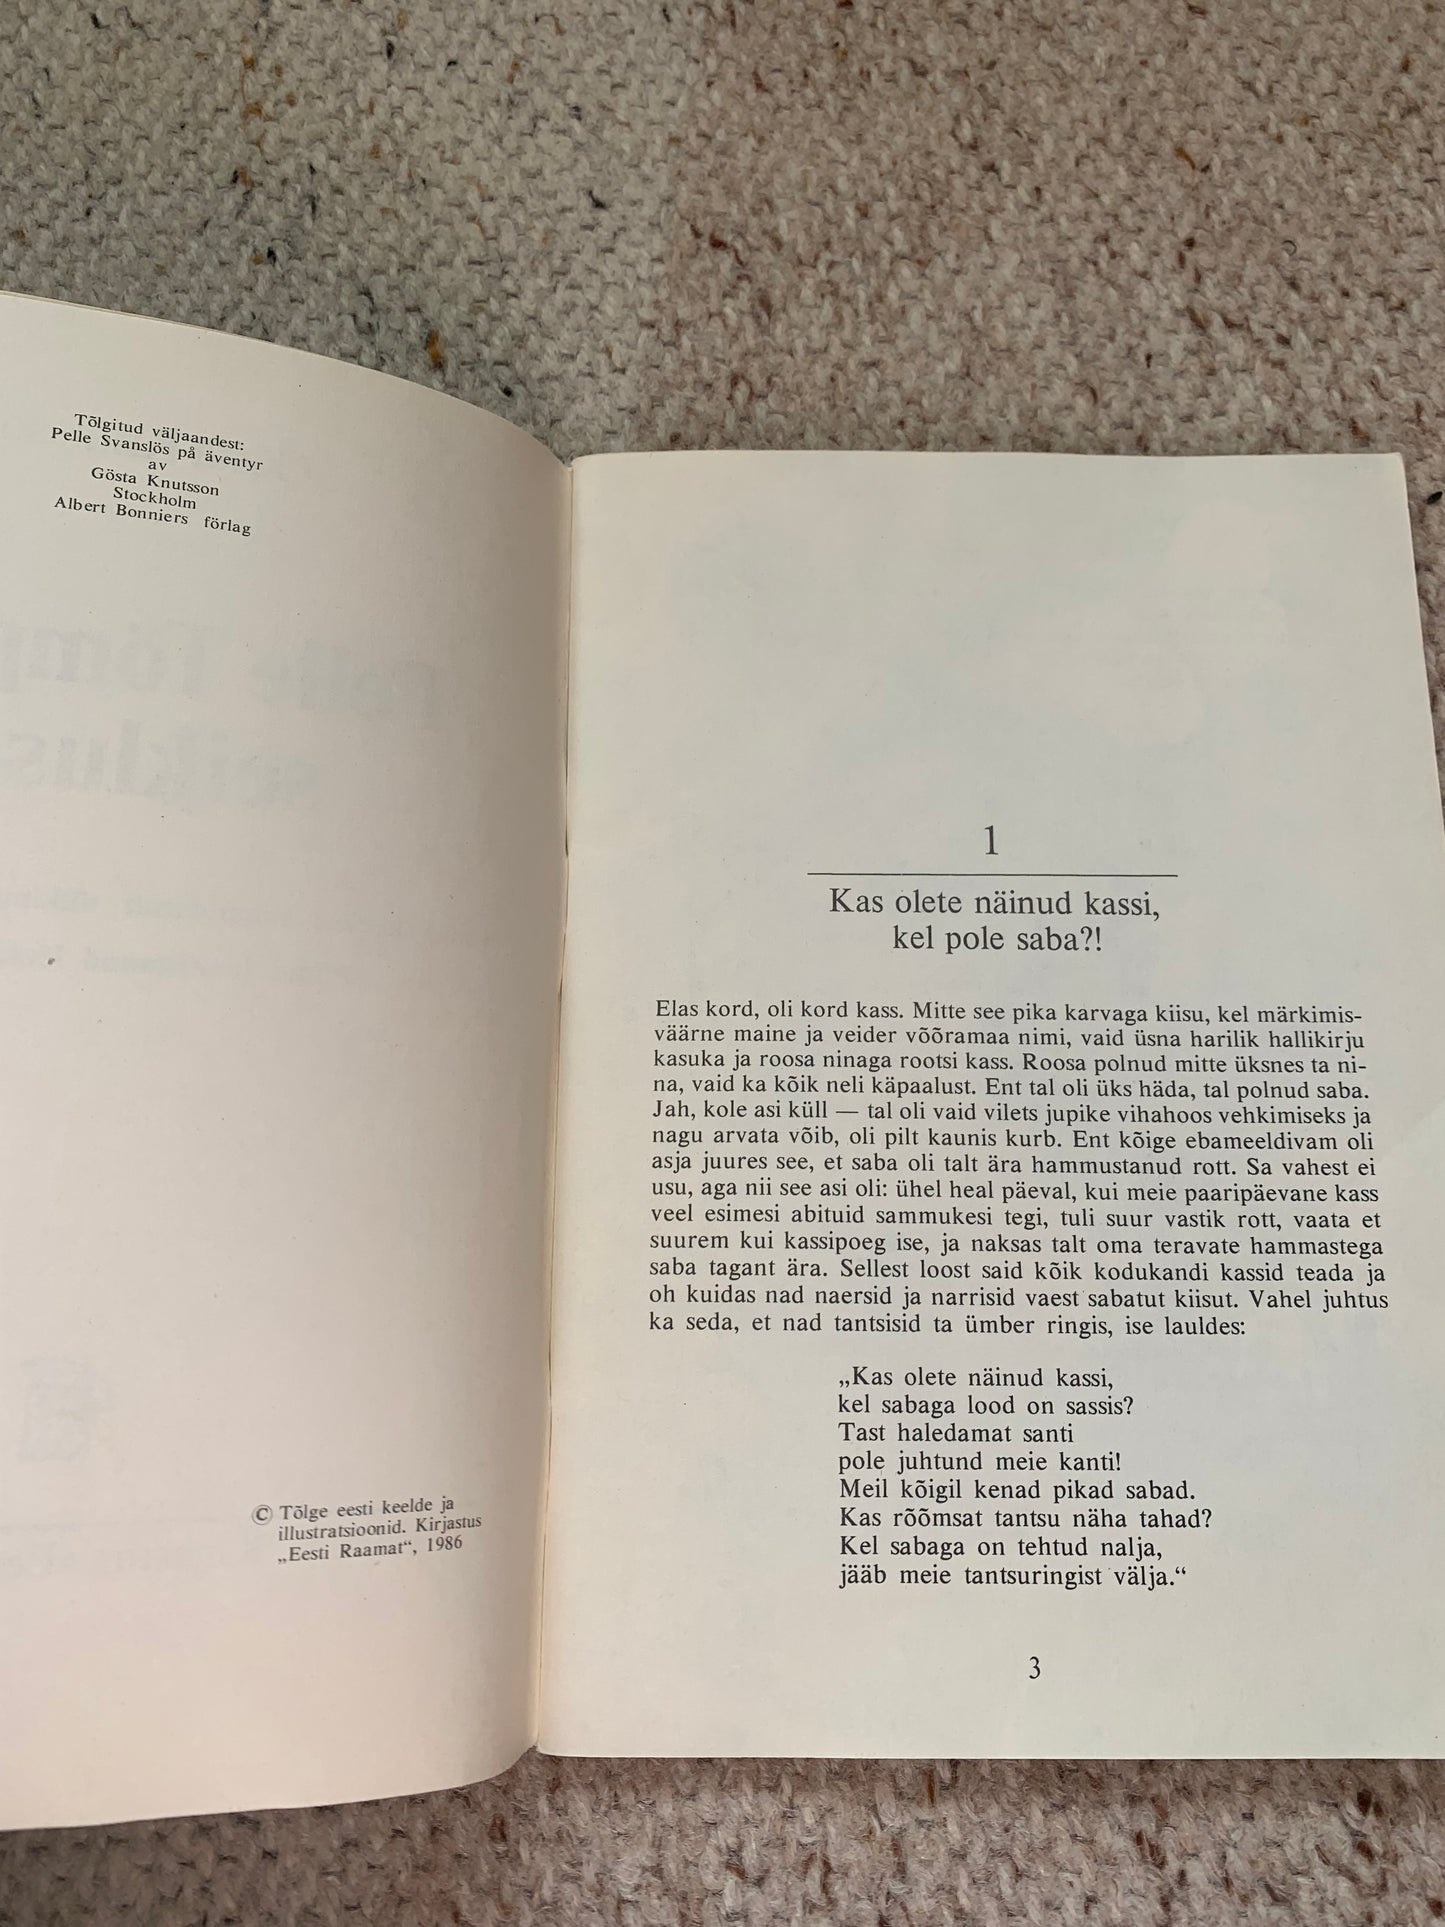 Tõlgitud väljaandest:
Pelle Svanslös på äventyr
av
Gösta Knutsson
Stockholm
Albert Bonniers förlag
© Tõlge eesti keelde ja
illustratsioonid. Kirjastus
„Eesti Raamat“, 1986
1
Kas olete näinud kassi,
kel pole saba?!
Elas kord, oli kord kass. Mitte see pika karvaga kiisu, kel märkimis-
väärne maine ja veider võõramaa nimi, vaid üsna harilik hallikirju
kasuka ja roosa ninaga rootsi kass. Roosa polnud mitte üksnes ta ni-
na, vaid ka kõik neli käpaalust. Ent tal oli üks häda, tal polnud saba.
Jah, kole asi küll — tal oli vaid vilets jupike vihahoos vehkimiseks ja
nagu arvata võib, oli pilt kaunis kurb. Ent kõige ebameeldivam oli
asja juures see, et saba oli talt ära hammustanud rott. Sa vahest ei
usu, aga nii see asi oli: ühel heal päeval, kui meie paaripäevane kass
veel esimesi abituid sammukesi tegi, tuli suur vastik rott, vaata et
suurem kui kassipoeg ise, ja naksas talt oma teravate hammastega
saba tagant ära. Sellest loost said kõik kodukandi kassid teada ja
oh kuidas nad naersid ja narrisid vaest sabatut kiisut. Vahel juhtus
ka seda, et nad tantsisid ta ümber ringis, ise lauldes:
„Kas olete näinud kassi,
kel sabaga lood on sassis?
Tast haledamat santi
pole juhtund meie kanti!
Meil kõigil kenad pikad sabad.
Kas rõõmsat tantsu näha tahad?
Kel sabaga on tehtud nalja,
jääb meie tantsuringist välja.“
3